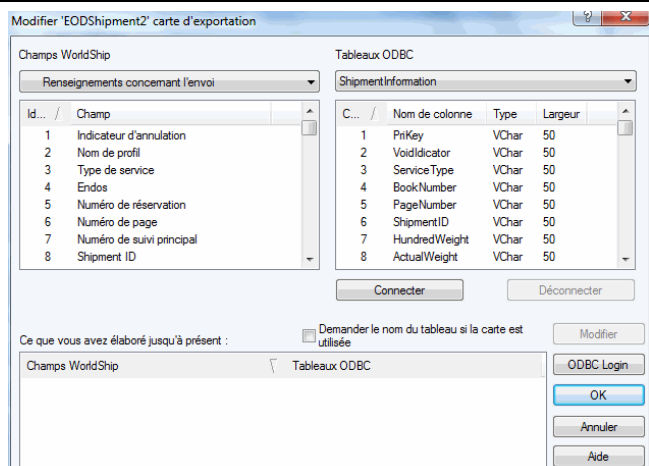 Modifier 'EODShipment2' carte d'exportation
Champs WorldShip Tableaux ODBC
Renseignements concernant l'envoi ShipmentInformation
Id... Champ C... Nom de colonne Type Largeur
1 Indicateur d'annulation 1 PriKey VChar 50
2 Nom de profil 2 VoidIdicator VChar 50
3 Type de service 3 ServiceType VChar 50
4 Endos 4 BookNumber VChar 50
5 Numéro de réservation 5 PageNumber VChar 50
6 Numéro de page 6 ShipmentID VChar 50
7 Numéro de suivi principal 7 HundredWeight VChar 50
8 Shipment ID 8 ActualWeight VChar 50
Connecter Déconnecter
Ce que vous avez élaboré jusqu'à présent :
Demander le nom du tableau si la carte est
utilisée
Modifier
Champs WorldShip Tableaux ODBC
ODBC Login
OK
Annuler
Aide